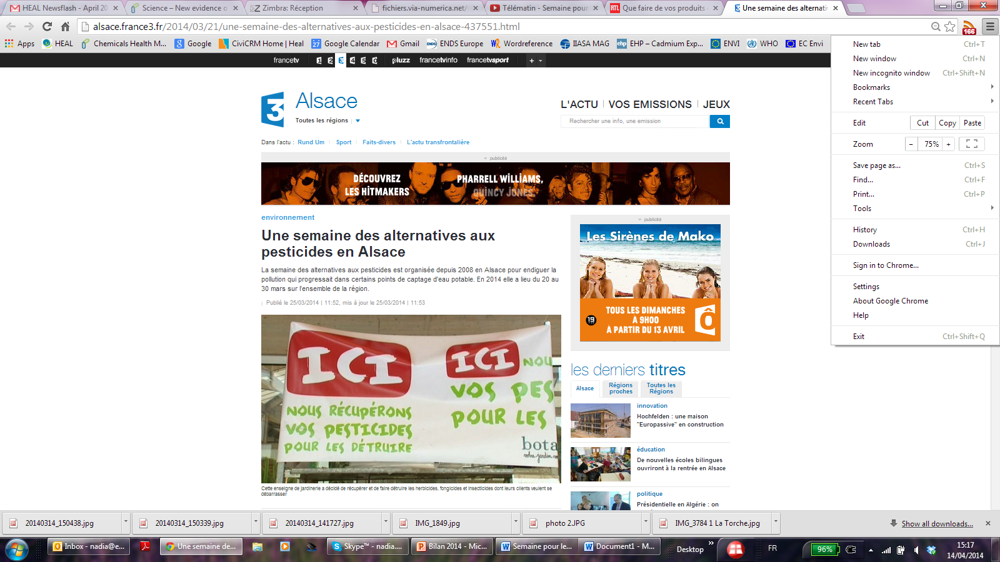 HEAL Newsflash - April 20
Science – New evidence o
Zimbra: Réception
fichiers.via-numerica.net/
Télématin - Semaine pour
RTL
Que faire de vos produits
Une semaine des alternati
alsace.france3.fr/2014/03/21/une-semaine-des-alternatives-aux-pesticides-en-alsace-437551.html
166
Apps
HEAL
Chemicals Health M...
Google
CiviCRM Home | Heal
27 Google Calendar
Gmail
ENDS Europe
Wordreference
IIASA MAG
ehp EHP – Cadmium Exp...
ENVI
WHO
EC Envi
New tab Ctrl+T
New window Ctrl+N
New incognito window Ctrl+Shift+N
Bookmarks
Recent Tabs
Edit Cut Copy Paste
Zoom − 75% +
Save page as... Ctrl+S
Find... Ctrl+F
Print... Ctrl+P
Tools
History Ctrl+H
Downloads Ctrl+J
Sign in to Chrome...
Settings
About Google Chrome
Help
Exit Ctrl+Shift+Q
francetv 1 2 3 4 5 ô pluzz francetvinfo francetvsport +
3 Alsace
Toutes les régions
L'ACTU VOS EMISSIONS JEUX
Rechercher une info, une emission
Dans l'actu : Rund Um Sport Faits-divers L'actu transfrontalière
publicité
DÉCOUVREZ
LES HITMAKERS
PHARRELL WILLIAMS,
QUINCY JONES,
environnement
Une semaine des alternatives aux
pesticides en Alsace
La semaine des alternatives aux pesticides est organisée depuis 2008 en Alsace pour endiguer la
pollution qui progressait dans certains points de captage d'eau potable. En 2014 elle a lieu du 20 au
30 mars sur l'ensemble de la région.
Publié le 25/03/2014 | 11:52, mis à jour le 25/03/2014 | 11:53
ICI
NOUS RÉCUPÉRONS
VOS PESTICIDES
POUR LES DÉTRUIRE
ICI NOU
VOS PES
POUR LES
bota
votre jardin
Cette enseigne de jardinerie a décidé de récupérer et de faire détruire les herbicides, fongicides et insecticides dont leurs clients veulent se
débarrasser
publicité
Les Sirènes de Mako
19
TOUS LES DIMANCHES
À 9H00
À PARTIR DU 13 AVRIL
ô
les derniers titres
Alsace
Régions
proches
Toutes les
Régions
innovation
Hochfelden : une maison
"Europassive" en construction
éducation
De nouvelles écoles bilingues
ouvriront à la rentrée en Alsace
politique
Présidentielle en Algérie : on
20140314_150438.jpg
20140314_150339.jpg
20140314_141727.jpg
IMG_1849.jpg
photo 2.JPG
IMG_3784 1 La Torche.jpg
Show all downloads...
Inbox - nadia@e...
Une semaine de...
Skype™ - nadia....
Bilan 2014 - Mic...
Semaine pour le...
Document1 - M...
Desktop
FR
96%
15:17
14/04/2014